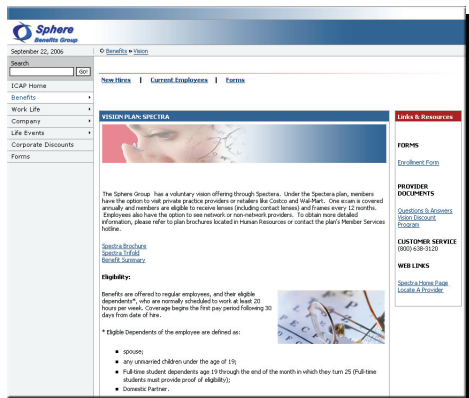 Sphere
Benefits Group
September 22, 2006
Benefits » Vision
Search
Go!
ICAP Home
Benefits
Work Life
Company
Life Events
Corporate Discounts
Forms
New Hires | Current Employees | Forms
VISION PLAN: SPECTRA
The Sphere Group has a voluntary vision offering through Spectera. Under the Spectera plan, members
have the option to visit private practice providers or retailers like Costco and Wal-Mart. One exam is covered
annually and members are eligible to receive lenses (including contact lenses) and frames every 12 months.
Employees also have the option to see network or non-network providers. To obtain more detailed
information, please refer to plan brochures located in Human Resources or contact the plan's Member Services
hotline.
Spectra Brochure
Spectra Trifold
Benefit Summary
Eligibility:
Benefits are offered to regular employees, and their eligible
dependents*, who are normally scheduled to work at least 20
hours per week. Coverage begins the first pay period following 30
days from date of hire.
* Eligible Dependents of the employee are defined as:
spouse;
any unmarried children under the age of 19;
Full-time student dependents age 19 through the end of the month in which they turn 25 (Full-time
students must provide proof of eligibility);
Domestic Partner.
Links & Resources
FORMS
Enrollment Form
PROVIDER
DOCUMENTS
Questions & Answers
Vision Discount
Program
CUSTOMER SERVICE
(800) 638-3120
WEB LINKS
Spectra Home Page
Locate A Provider